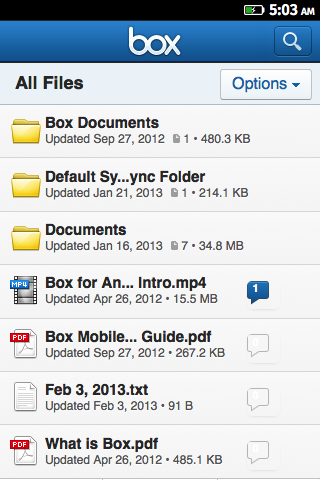 5:03 AM
box
All Files
Options
Box Documents
Updated Sep 27, 2012 1 • 480.3 KB
Default Sy...ync Folder
Updated Jan 21, 2013 1 • 214.1 KB
Documents
Updated Jan 16, 2013 7 • 34.8 MB
MP4
Box for An... Intro.mp4
Updated Apr 26, 2012 • 15.5 MB
1
PDF
Box Mobile... Guide.pdf
Updated Sep 27, 2012 • 267.2 KB
0
Feb 3, 2013.txt
Updated Feb 3, 2013 • 91 B
0
PDF
What is Box.pdf
Updated Apr 26, 2012 • 485.1 KB
0